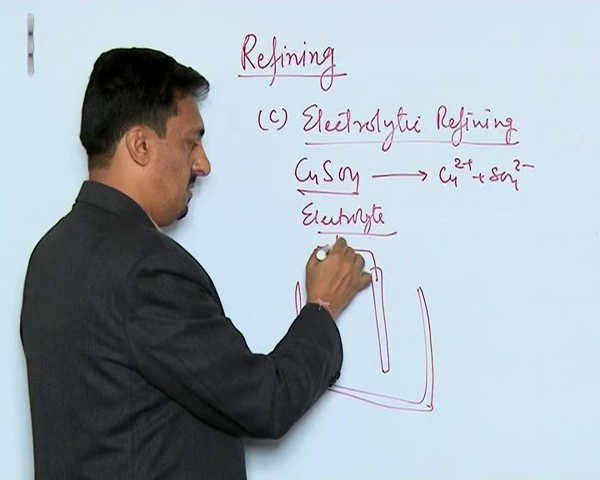 Refining
(C) Electrolytic Refining
CuSO4 ⟶ Cu2+ + SO42-
Electrolyte